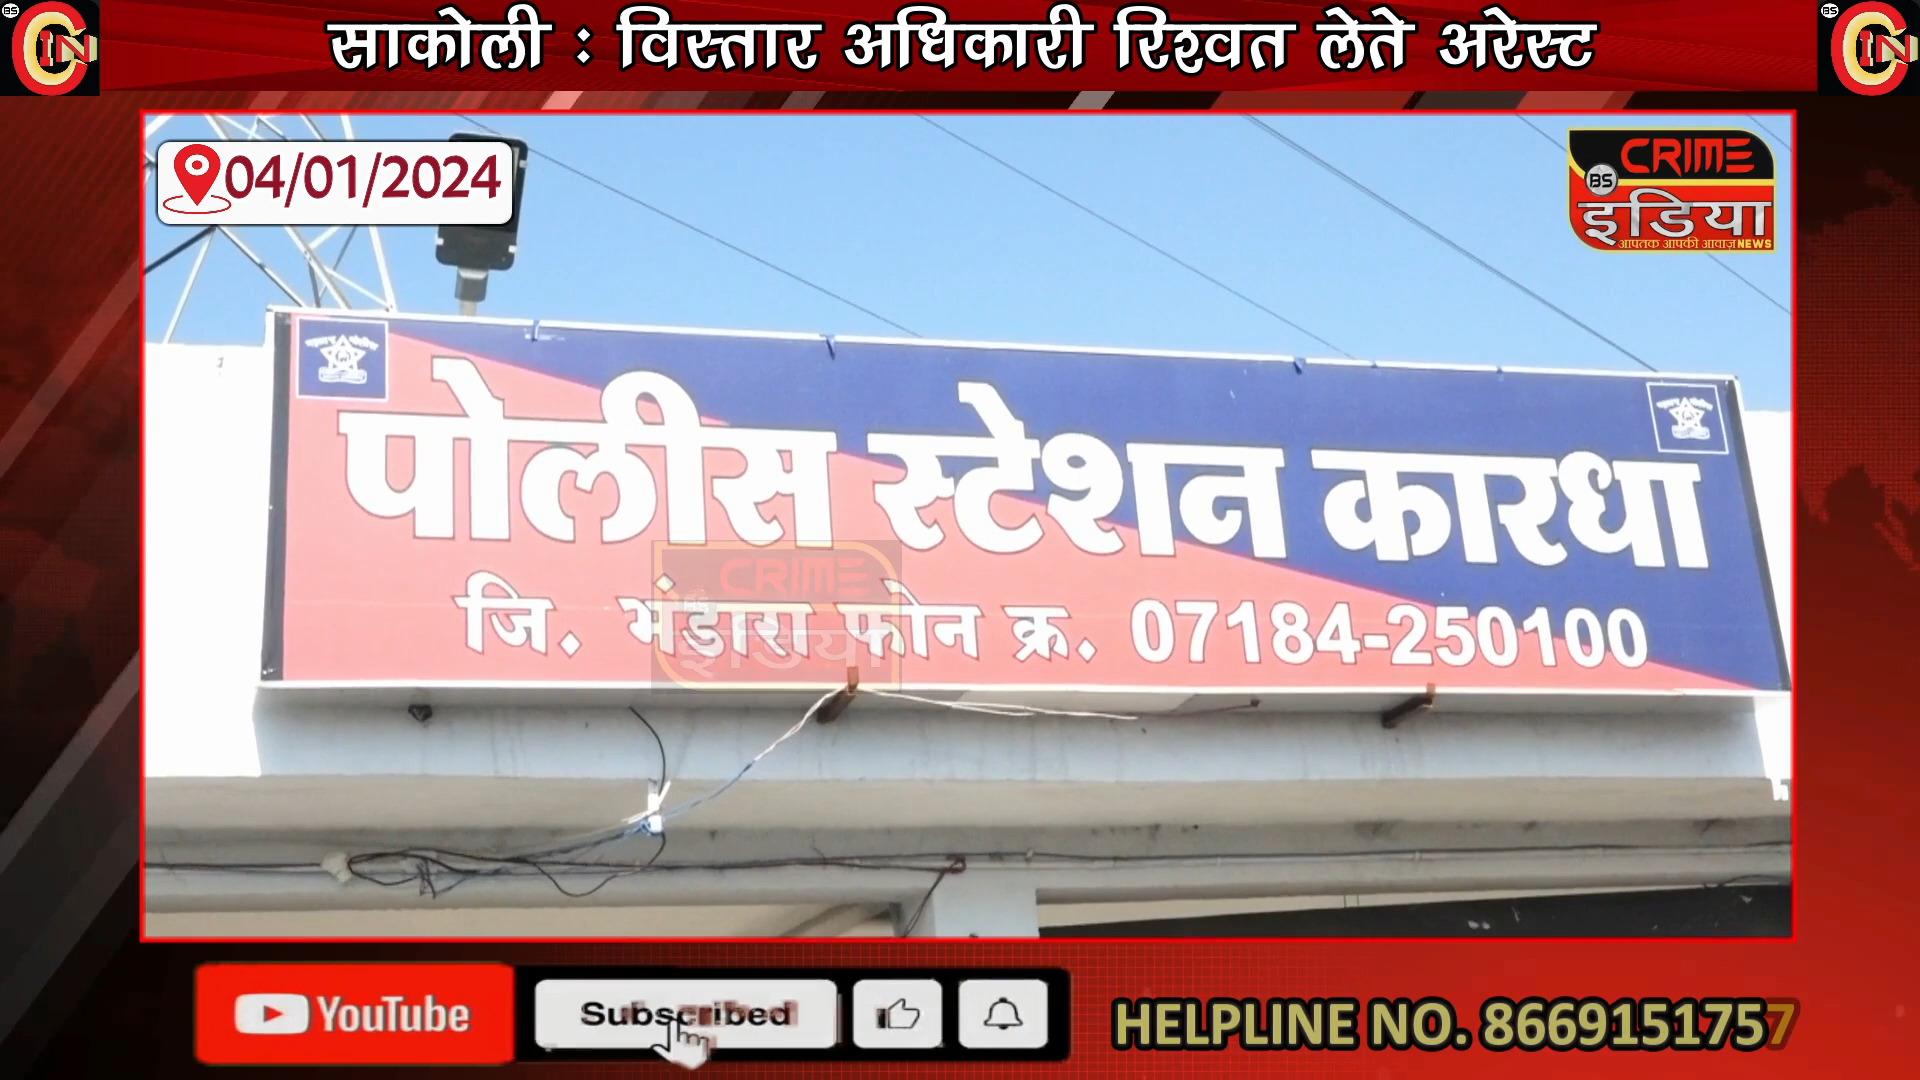 साकोली : विस्तार अधिकारी रिश्वत लेते अरेस्ट
04/01/2024
CRIME
BS
इंडिया
आपतक आपकी आवाज़ NEWS
पोलीस स्टेशन कारधा
जि. भंडारा फोन क्र. 07184-250100
CRIME
इंडिया
YouTube
Subscribed
HELPLINE NO. 8669151757